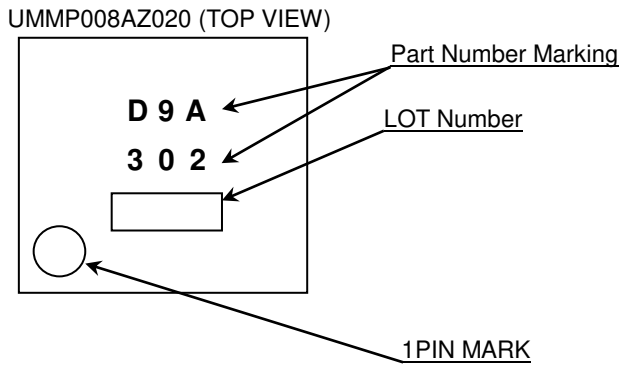 UMMP008AZ020 (TOP VIEW)
Part Number Marking
D 9 A
LOT Number
3 0 2
1PIN MARK